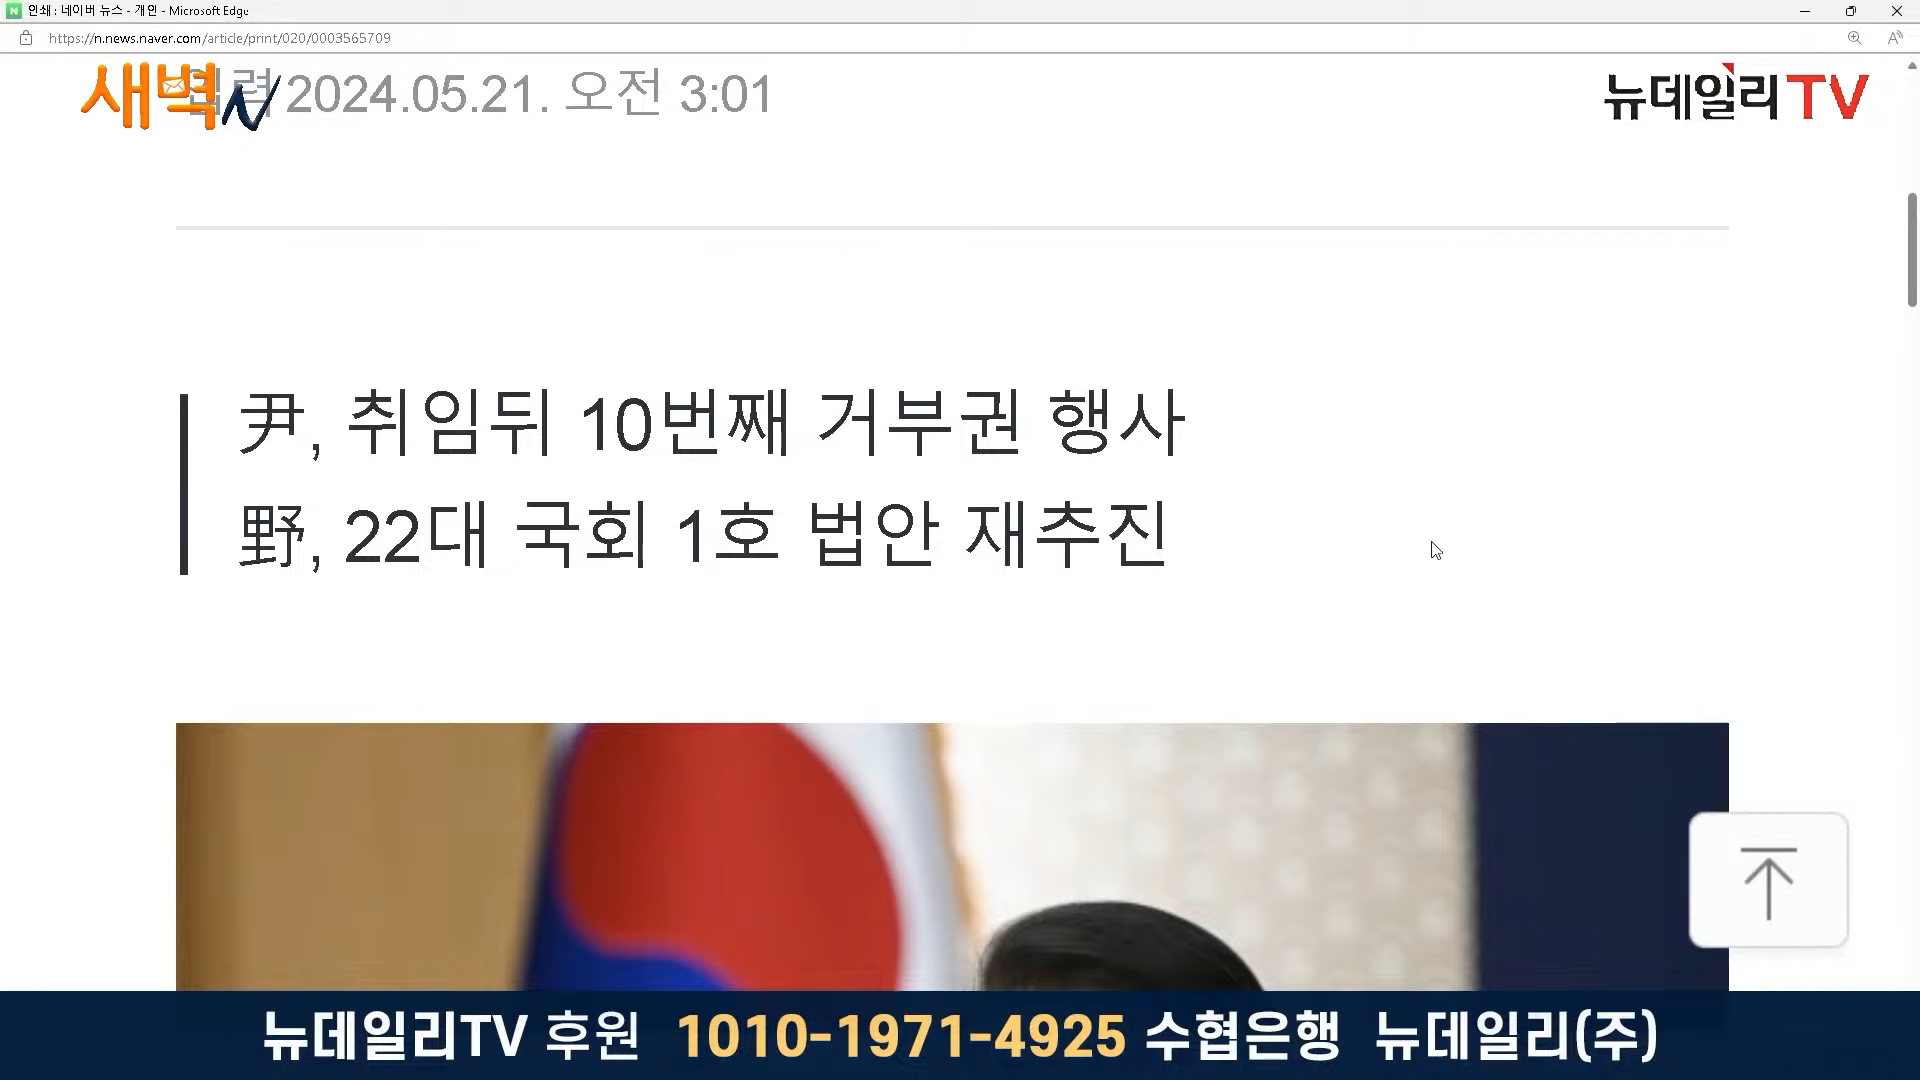 인쇄 : 네이버 뉴스 - 개인 - Microsoft Edge
https://n.news.naver.com/article/print/020/0003565709
새벽N
입력 2024.05.21. 오전 3:01
뉴데일리TV
尹, 취임뒤 10번째 거부권 행사
野, 22대 국회 1호 법안 재추진
뉴데일리TV 후원 1010-1971-4925 수협은행 뉴데일리(주)